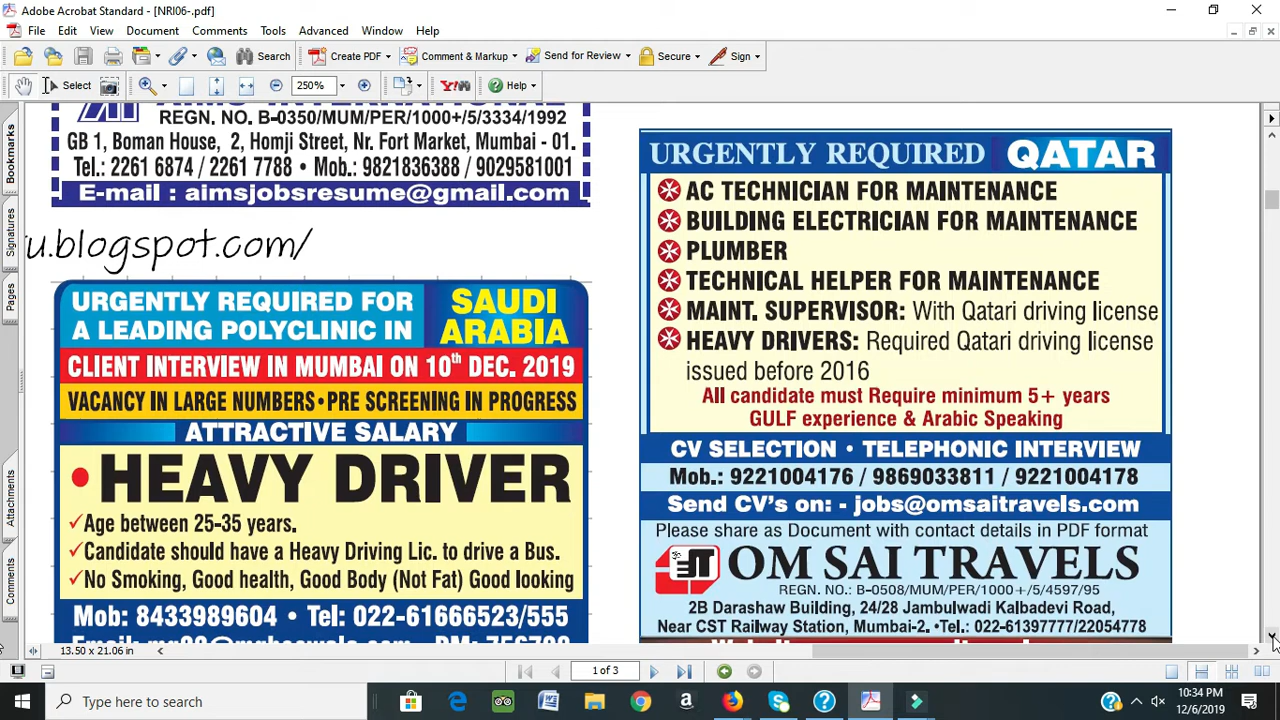 Adobe Acrobat Standard - [NRI06-.pdf]
File Edit View Document Comments Tools Advanced Window Help
Search Create PDF Comment & Markup Send for Review Secure Sign
Select 250% Y! Help
Bookmarks
Signatures
Pages
Attachments
Comments
AIMS INTERNATIONAL
REGN. NO. B-0350/MUM/PER/1000+/5/3334/1992
GB 1, Boman House, 2, Homji Street, Nr. Fort Market, Mumbai - 01.
Tel.: 2261 6874 / 2261 7788 • Mob.: 9821836388 / 9029581001
E-mail : aimsjobsresume@gmail.com
u.blogspot.com/
URGENTLY REQUIRED FOR
A LEADING POLYCLINIC IN
SAUDI
ARABIA
CLIENT INTERVIEW IN MUMBAI ON 10th DEC. 2019
VACANCY IN LARGE NUMBERS • PRE SCREENING IN PROGRESS
ATTRACTIVE SALARY
• HEAVY DRIVER
✓Age between 25-35 years.
✓Candidate should have a Heavy Driving Lic. to drive a Bus.
✓No Smoking, Good health, Good Body (Not Fat) Good looking
Mob: 8433989604 • Tel: 022-61666523/555
URGENTLY REQUIRED QATAR
AC TECHNICIAN FOR MAINTENANCE
BUILDING ELECTRICIAN FOR MAINTENANCE
PLUMBER
TECHNICAL HELPER FOR MAINTENANCE
MAINT. SUPERVISOR: With Qatari driving license
HEAVY DRIVERS: Required Qatari driving license
issued before 2016
All candidate must Require minimum 5+ years
GULF experience & Arabic Speaking
CV SELECTION • TELEPHONIC INTERVIEW
Mob.: 9221004176 / 9869033811 / 9221004178
Send CV's on: - jobs@omsaitravels.com
Please share as Document with contact details in PDF format
OM SAI TRAVELS
REGN. NO.: B-0508/MUM/PER/1000+/5/4597/95
2B Darashaw Building, 24/28 Jambulwadi Kalbadevi Road,
Near CST Railway Station, Mumbai-2. •Tel.: 022-61397777/22054778
13.50 x 21.06 in
1 of 3
Type here to search
10:34 PM
12/6/2019